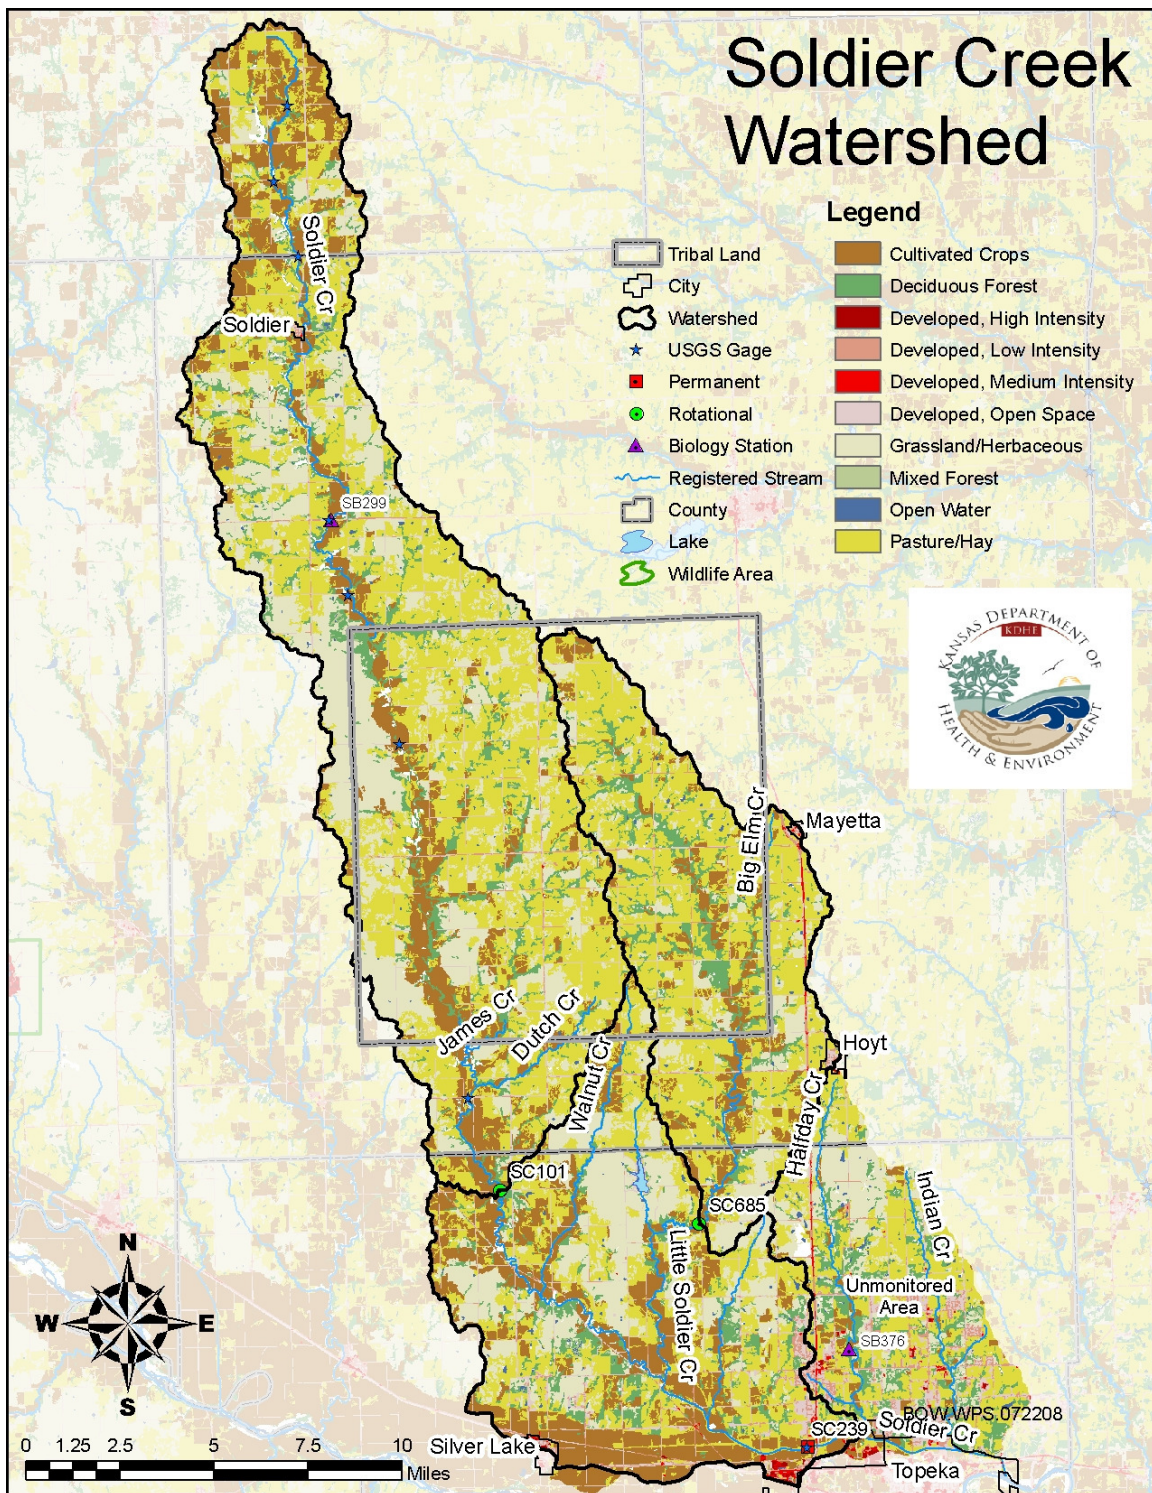 Soldier Creek
Watershed
Legend
Tribal Land
City
Watershed
USGS Gage
Permanent
Rotational
Biology Station
Registered Stream
County
Lake
Wildlife Area
Cultivated Crops
Deciduous Forest
Developed, High Intensity
Developed, Low Intensity
Developed, Medium Intensity
Developed, Open Space
Grassland/Herbaceous
Mixed Forest
Open Water
Pasture/Hay
KANSAS DEPARTMENT OF
KDHE
HEALTH & ENVIRONMENT
Soldier Cr
Soldier
SB299
Big Elm Cr
Mayetta
James Cr
Dutch Cr
Walnut Cr
Hoyt
Halfday Cr
SC101
SC685
Indian Cr
Little Soldier Cr
Unmonitored
Area
SB376
BOW.WPS.072208
SC239
Soldier Cr
Silver Lake
Topeka
N
W
E
S
0 1.25 2.5 5 7.5 10
Miles